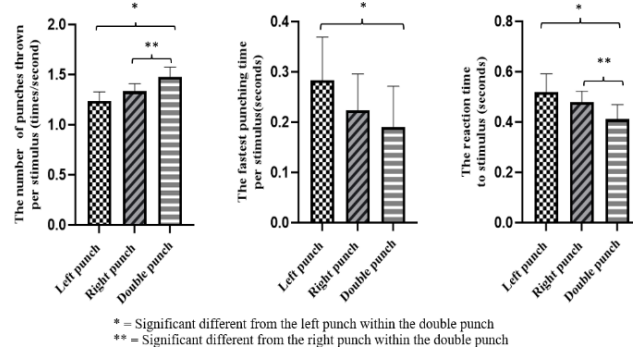 The number of punches thrown
per stimulus (times/second)
2.0
1.5
1.0
0.5
0.0
*
**
Left punch
Right punch
Double punch
The fastest punching time
per stimulus(seconds)
0.4
0.3
0.2
0.1
0.0
*
Left punch
Right punch
Double punch
The reaction time
to stimulus (seconds)
0.8
0.6
0.4
0.2
0.0
*
**
Left punch
Right punch
Double punch
* = Significant different from the left punch within the double punch
** = Significant different from the right punch within the double punch